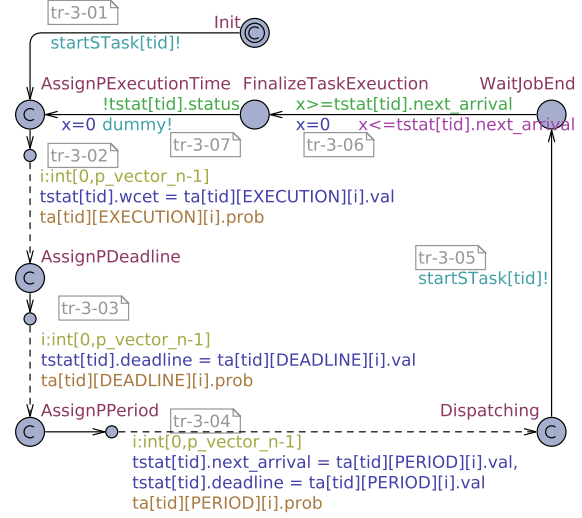 tr-3-01
Init
C
startSTask[tid]!
AssignPExecutionTime
FinalizeTaskExeuction
WaitJobEnd
!tstat[tid].status
x>=tstat[tid].next_arrival
C
x=0 dummy!
x=0
x<=tstat[tid].next_arrival
tr-3-02
tr-3-07
tr-3-06
i:int[0,p_vector_n-1]
tstat[tid].wcet = ta[tid][EXECUTION][i].val
ta[tid][EXECUTION][i].prob
AssignPDeadline
C
tr-3-05
startSTask[tid]!
tr-3-03
i:int[0,p_vector_n-1]
tstat[tid].deadline = ta[tid][DEADLINE][i].val
ta[tid][DEADLINE][i].prob
AssignPPeriod
tr-3-04
Dispatching
C
C
i:int[0,p_vector_n-1]
tstat[tid].next_arrival = ta[tid][PERIOD][i].val,
tstat[tid].deadline = ta[tid][PERIOD][i].val
ta[tid][PERIOD][i].prob